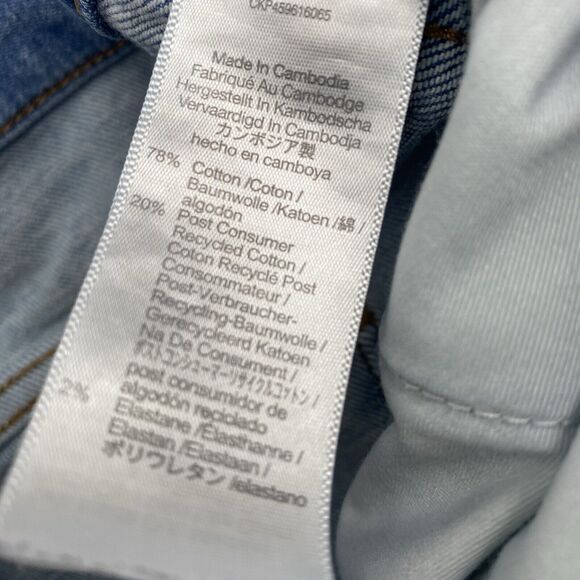 CKP459616065
Made In Cambodia
Fabriqué Au Cambodge
Hergestellt In Kambodscha
Vervaardigd In Cambodja
カンボジア製
hecho en camboya
78% Cotton /Coton /
Baumwolle /Katoen /綿 /
algodón
20% Post Consumer
Recycled Cotton /
Coton Recyclé Post
Consommateur /
Post-Verbraucher-
Recycling-Baumwolle /
Gerecycleerd Katoen
Na De Consument /
ポストコンシューマーリサイクルコットン /
post consumidor de
algodón reciclado
2% Elastane /Élasthanne /
Elastan /Elastaan /
ポリウレタン /elastano